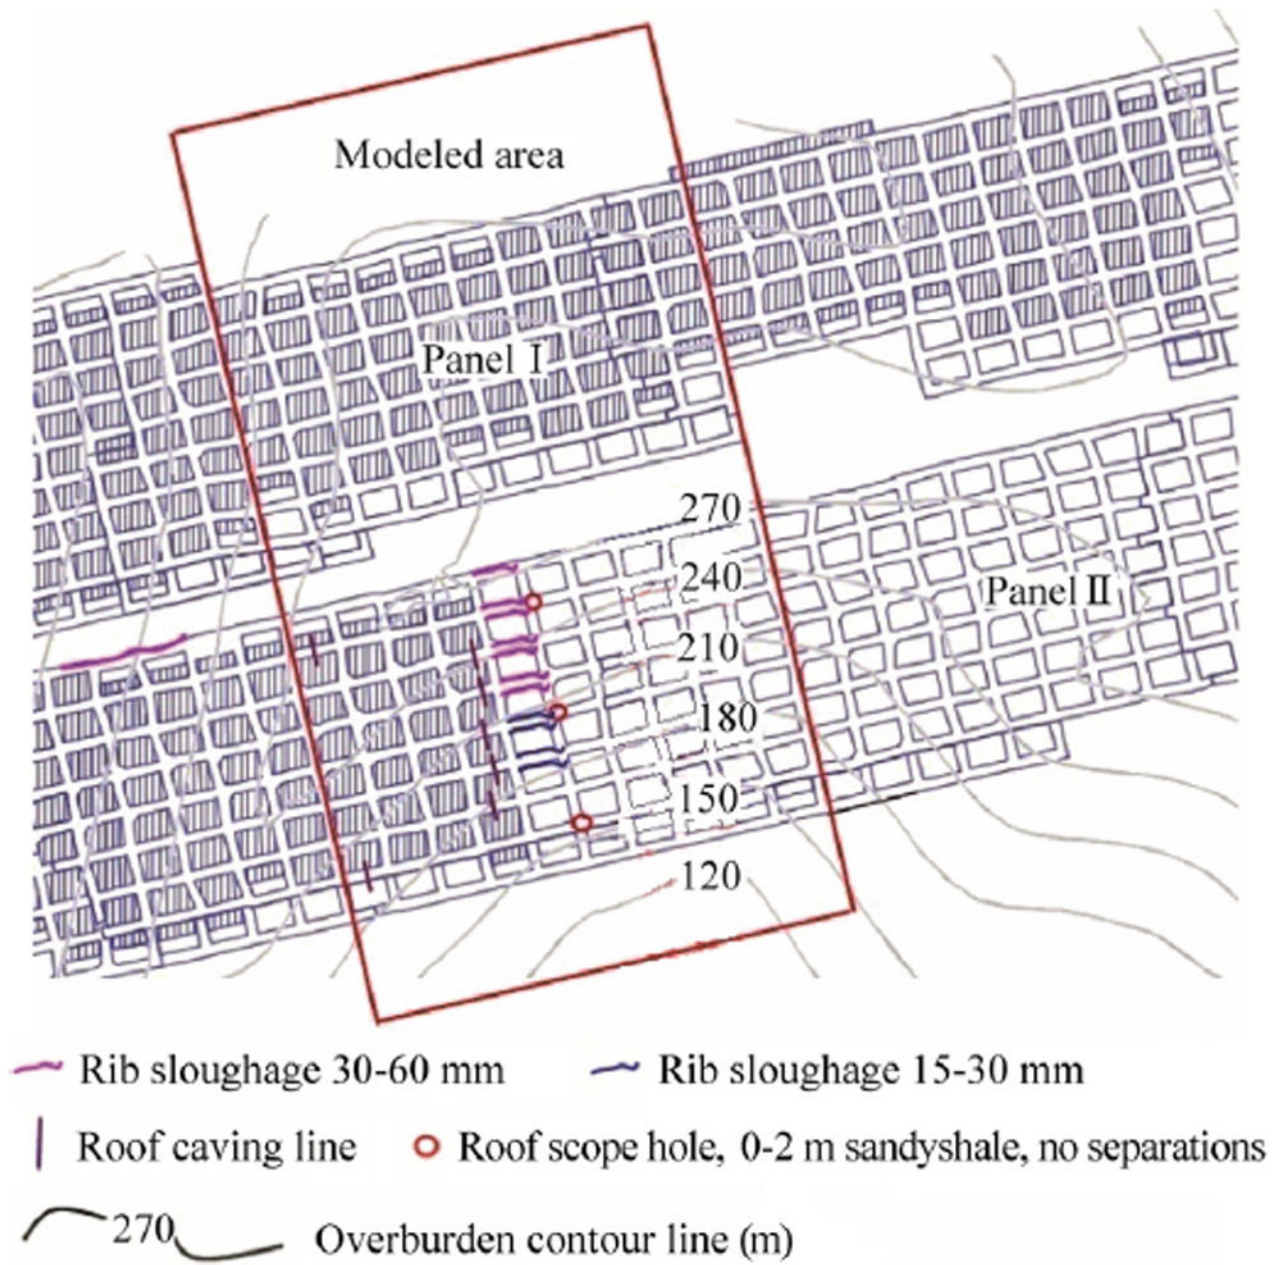 Modeled area
Panel I
270
240
Panel II
210
180
150
120
Rib sloughage 30-60 mm
Rib sloughage 15-30 mm
Roof caving line
Roof scope hole, 0-2 m sandyshale, no separations
270
Overburden contour line (m)